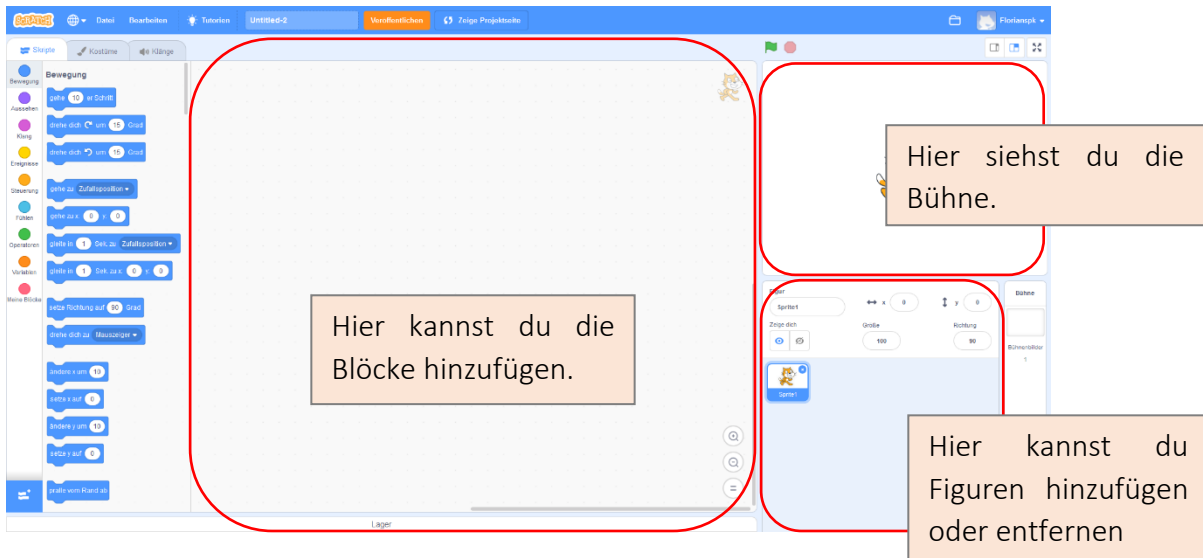 SCRATCH Datei Bearbeiten Tutorien Untitled-2 Veröffentlichen Zeige Projektseite Florianspk
Skripte Kostüme Klänge
Bewegung
Aussehen
Klang
Ereignisse
Steuerung
Fühlen
Operatoren
Variablen
Meine Blöcke
Bewegung
gehe 10 er Schritt
drehe dich um 15 Grad
drehe dich um 15 Grad
gehe zu Zufallsposition
gehe zu x: 0 y: 0
gleite in 1 Sek. zu Zufallsposition
gleite in 1 Sek. zu x: 0 y: 0
setze Richtung auf 90 Grad
drehe dich zu Mauszeiger
ändere x um 10
setze x auf 0
ändere y um 10
setze y auf 0
pralle vom Rand ab
Hier kannst du die
Blöcke hinzufügen.
Lager
Hier siehst du die
Bühne.
Figur
Sprite1 x 0 y 0
Zeige dich Größe Richtung
100 90
Sprite1
Bühne
Bühnenbilder
1
Hier kannst du
Figuren hinzufügen
oder entfernen